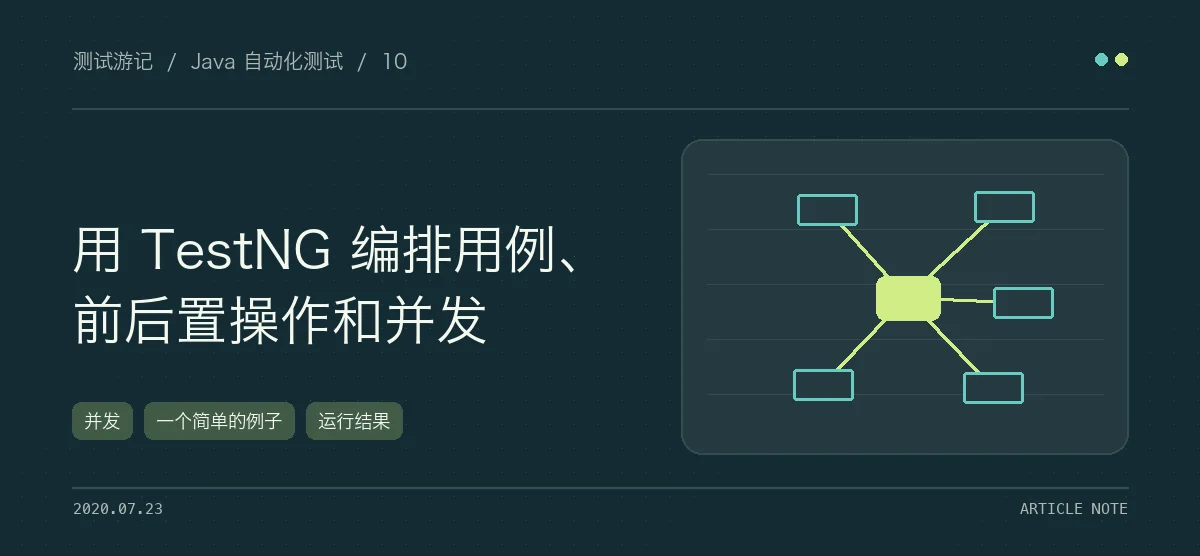 测试游记 / Java 自动化测试 / 10
用 TestNG 编排用例、
前后置操作和并发
并发 一个简单的例子 运行结果
2020.07.23 ARTICLE NOTE